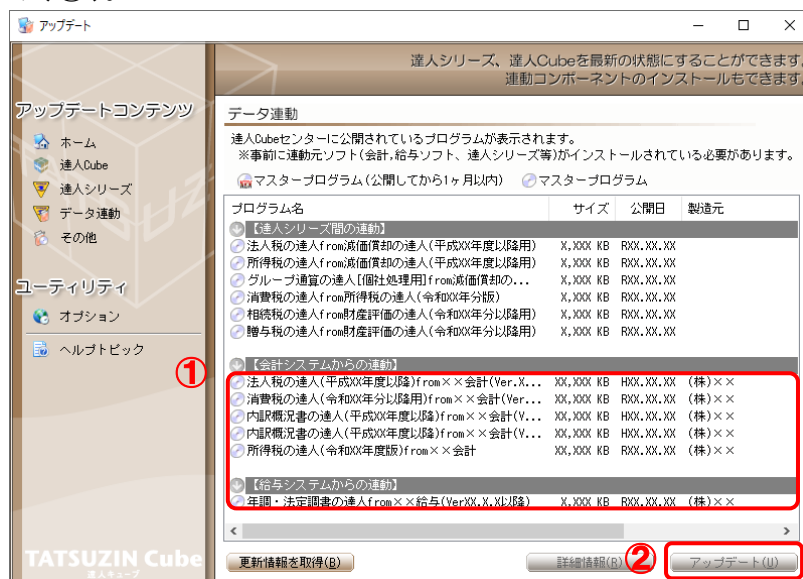 アップデート
達人シリーズ、達人Cubeを最新の状態にすることができます
連動コンポーネントのインストールもできます
アップデートコンテンツ
ホーム
達人Cube
達人シリーズ
データ連動
その他
ユーティリティ
オプション
ヘルプトピック
TATSUZIN Cube
達人キューブ
データ連動
達人Cubeセンターに公開されているプログラムが表示されます。
※事前に連動元ソフト(会計,給与ソフト、達人シリーズ等)がインストールされている必要があります。
マスタープログラム(公開してから1ヶ月以内) マスタープログラム
プログラム名 サイズ 公開日 製造元
【達人シリーズ間の連動】
法人税の達人from減価償却の達人(平成XX年度以降用) X,XXX KB RXX.XX.XX
所得税の達人from減価償却の達人(平成XX年度以降用) X,XXX KB RXX.XX.XX
グループ通算の達人[個社処理用]from減価償却の... X,XXX KB RXX.XX.XX
消費税の達人from所得税の達人(令和XX年分版) X,XXX KB RXX.XX.XX
相続税の達人from財産評価の達人(令和XX年分以降用) X,XXX KB RXX.XX.XX
贈与税の達人from財産評価の達人(令和XX年分以降用) X,XXX KB RXX.XX.XX
①
【会計システムからの連動】
法人税の達人(平成XX年度以降)from××会計(Ver.X... XX,XXX KB HXX.XX.XX (株)××
消費税の達人(令和XX年分以降用)from××会計(Ver... XX,XXX KB RXX.XX.XX (株)××
内訳概況書の達人(平成XX年度以降)from××会計(V... XX,XXX KB HXX.XX.XX (株)××
内訳概況書の達人(平成XX年度以降)from××会計(V... XX,XXX KB HXX.XX.XX (株)××
所得税の達人(令和XX年度版)from××会計 XX,XXX KB RXX.XX.XX (株)××
【給与システムからの連動】
年調・法定調書の達人from××給与(VerXX.X.X以降) X,XXX KB RXX.XX.XX (株)××
更新情報を取得(B) 詳細情報(R ② アップデート(U)